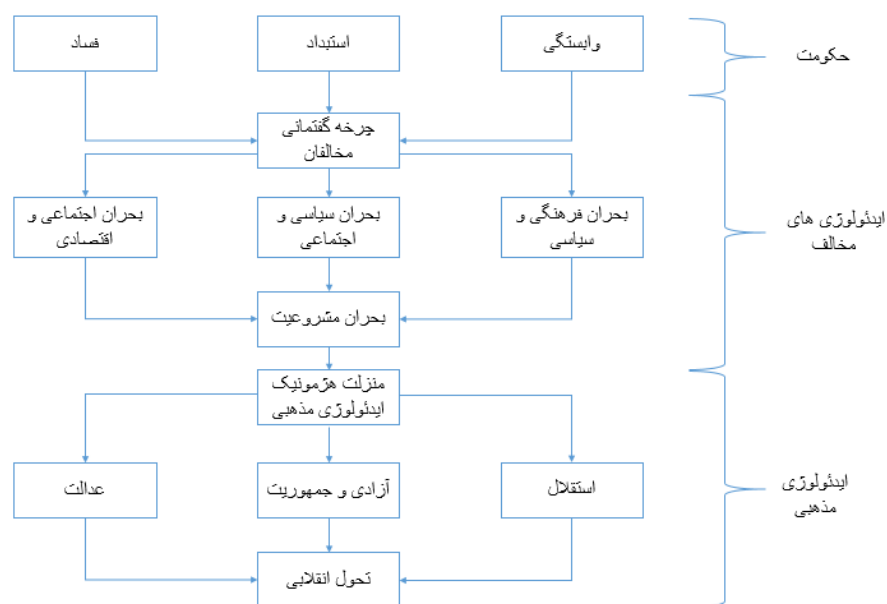 وابستگی
استبداد
فساد
حکومت
چرخه گفتمانی
مخالفان
بحران فرهنگی و
سیاسی
بحران سیاسی و
اجتماعی
بحران اجتماعی و
اقتصادی
ایدئولوژی های
مخالف
بحران مشروعیت
منزلت هژمونیک
ایدئولوژی مذهبی
استقلال
آزادی و جمهوریت
عدالت
ایدئولوژی
مذهبی
تحول انقلابی